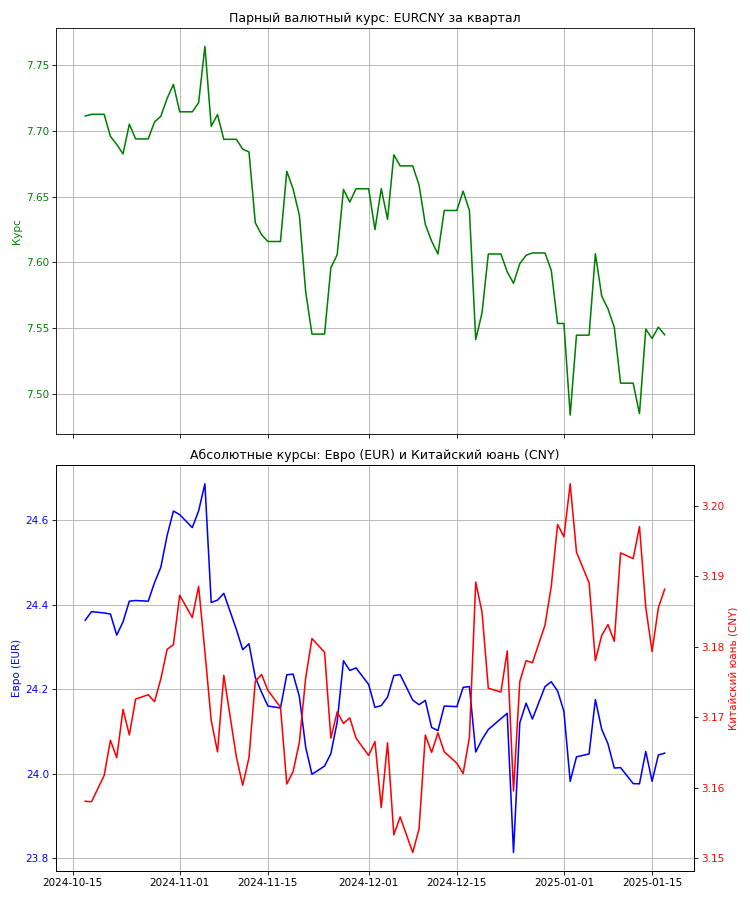 Парный валютный курс: EURCNY за квартал
Курс
7.75
7.70
7.65
7.60
7.55
7.50
Абсолютные курсы: Евро (EUR) и Китайский юань (CNY)
Евро (EUR)
24.6
24.4
24.2
24.0
23.8
3.20
3.19
3.18
3.17
3.16
3.15
Китайский юань (CNY)
2024-10-15 2024-11-01 2024-11-15 2024-12-01 2024-12-15 2025-01-01 2025-01-15